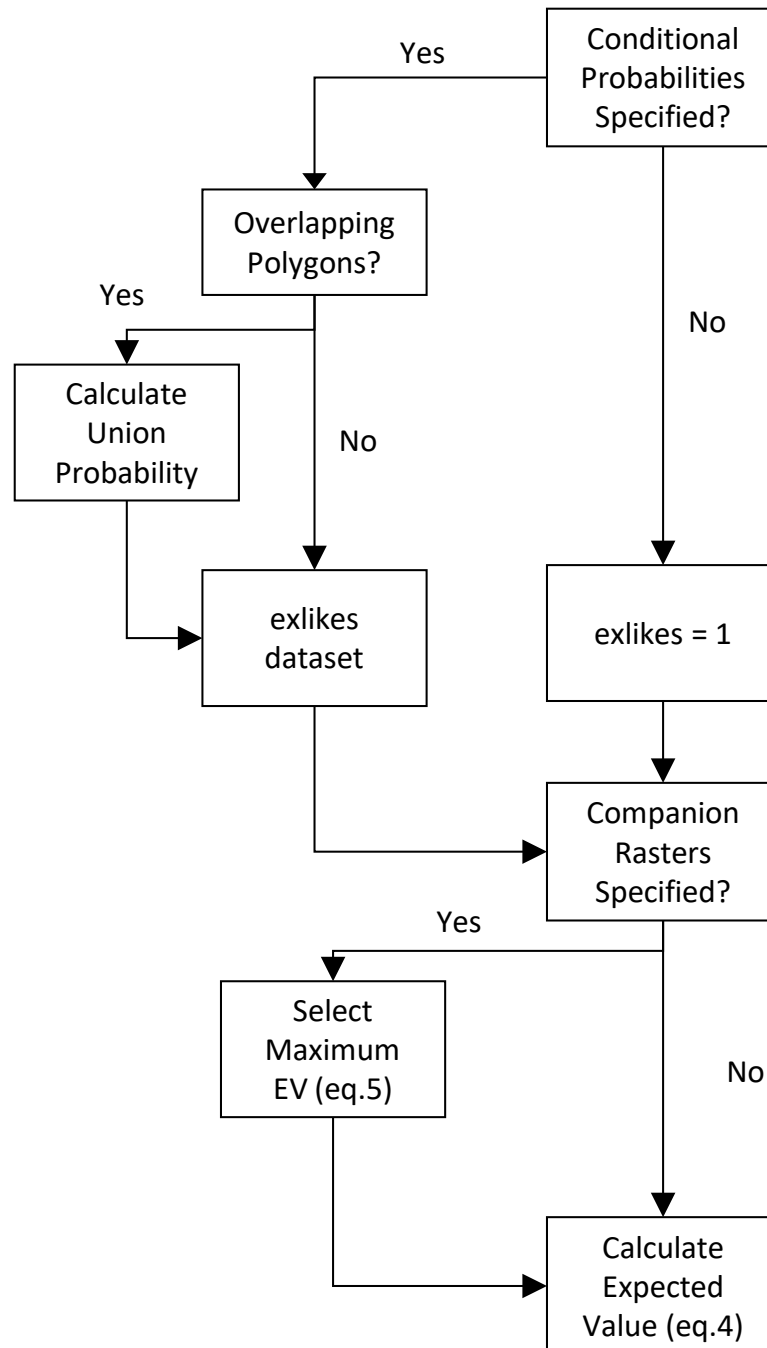 Yes
Conditional
Probabilities
Specified?
Overlapping
Polygons?
Yes
No
Calculate
Union
Probability
No
exlikes
dataset
exlikes = 1
Companion
Rasters
Specified?
Yes
Select
Maximum
EV (eq.5)
No
Calculate
Expected
Value (eq.4)